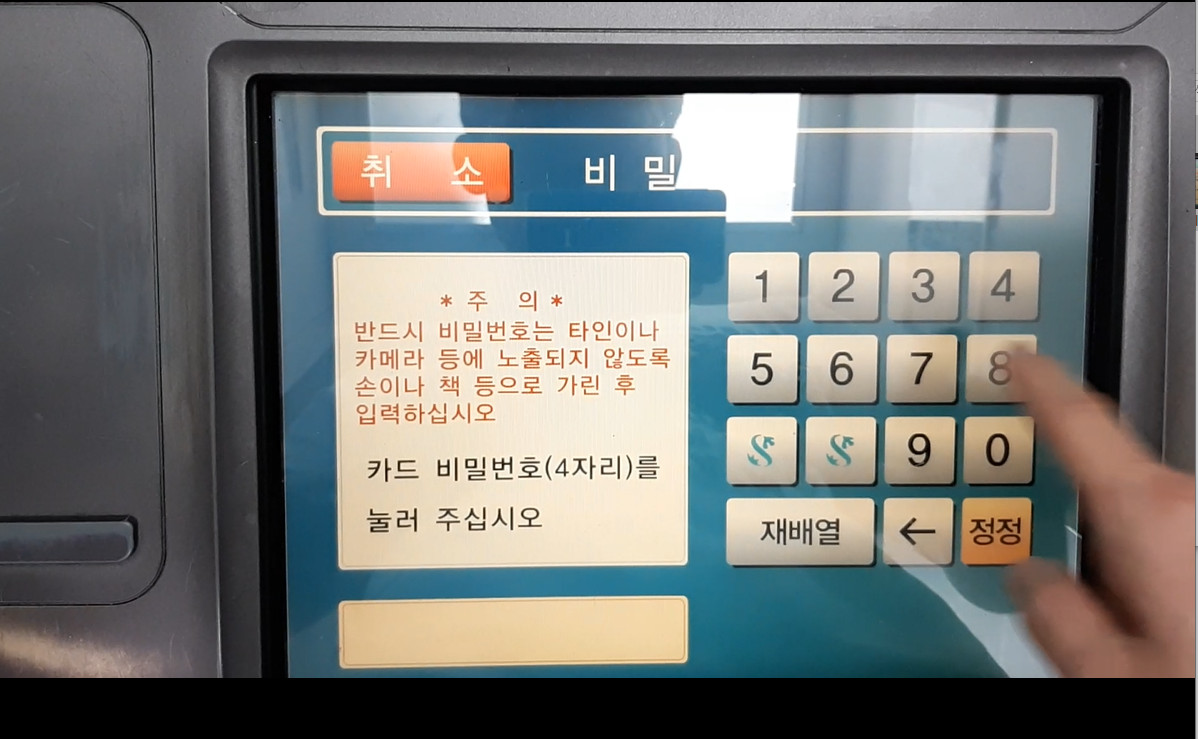 취 소
비 밀
* 주 의 *
반드시 비밀번호는 타인이나
카메라 등에 노출되지 않도록
손이나 책 등으로 가린 후
입력하십시오
카드 비밀번호(4자리)를
눌러 주십시오
1 2 3 4
5 6 7 8
9 0
재배열 ← 정정